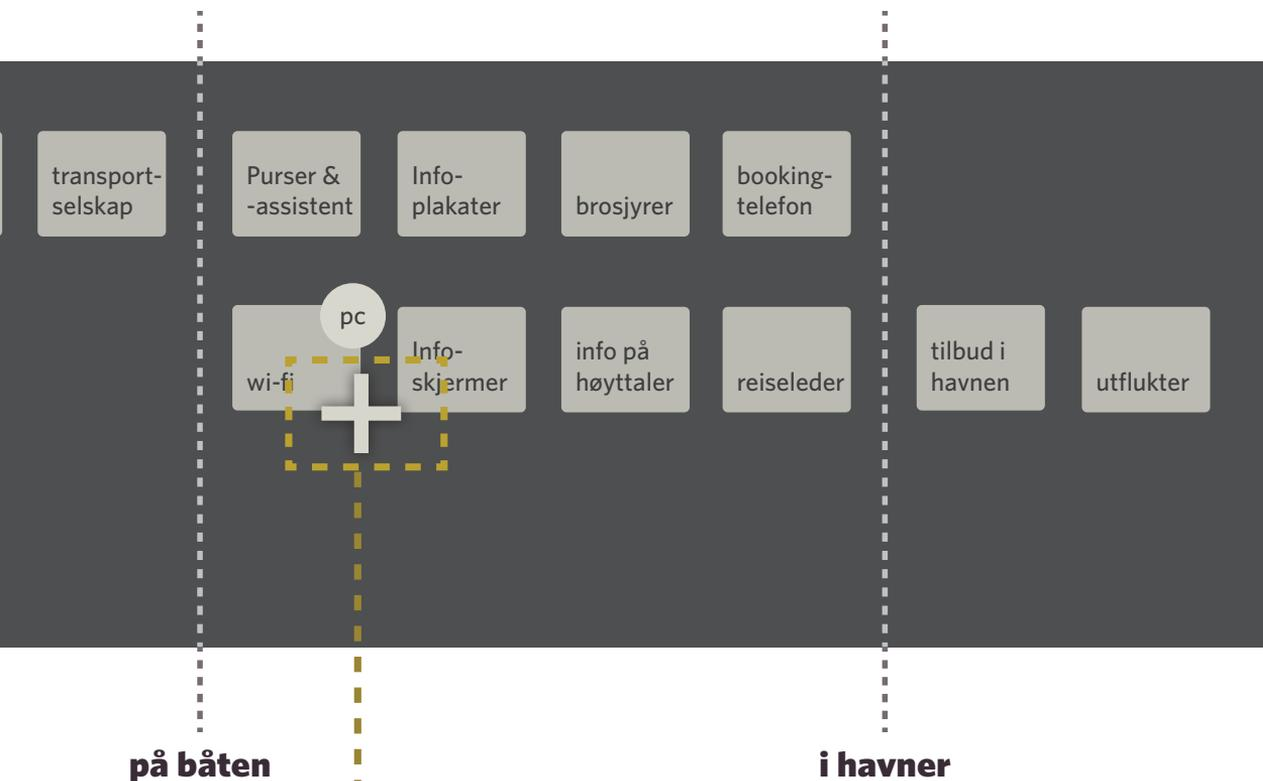 transport-
selskap
Purser &
-assistent
Info-
plakater
brosjyrer
booking-
telefon
pc
wi-fi
Info-
skjermer
info på
høyttaler
reiseleder
tilbud i
havnen
utflukter
på båten
i havner